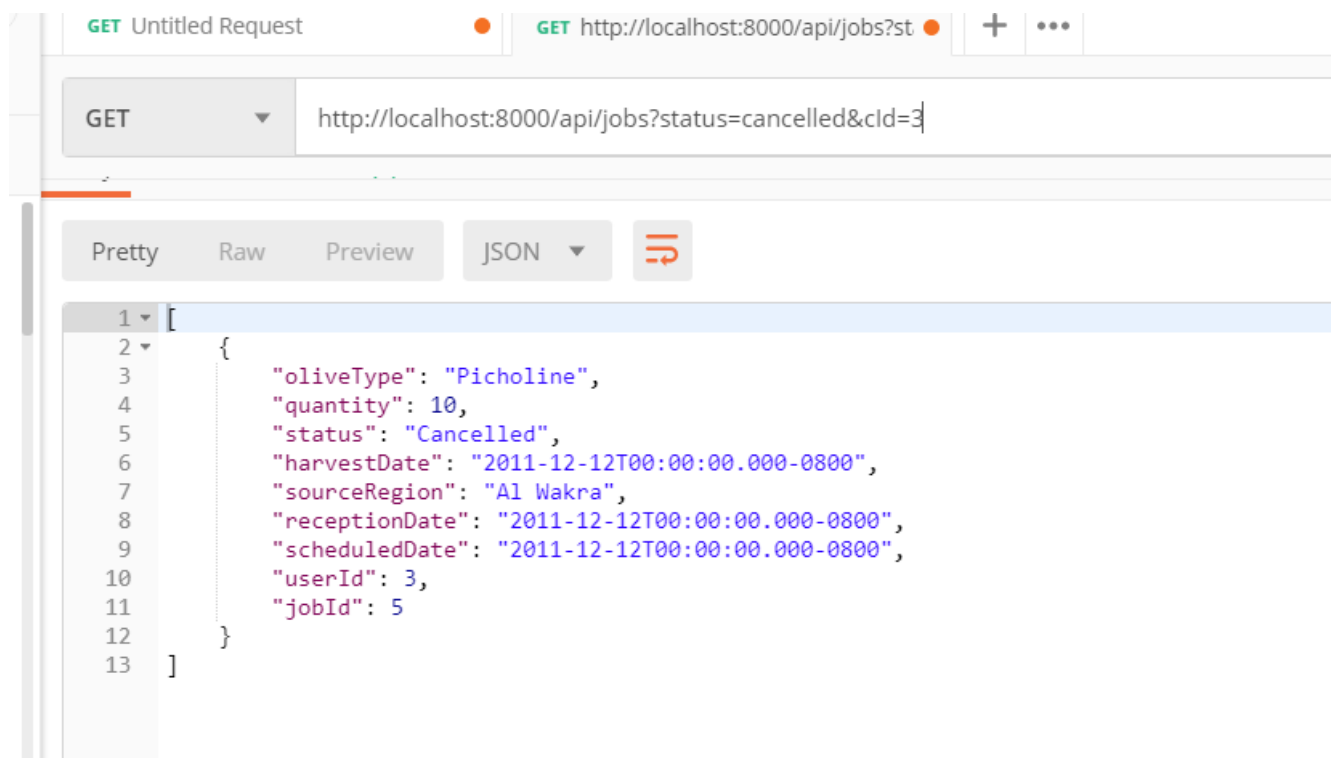 GET Untitled Request GET http://localhost:8000/api/jobs?st
GET http://localhost:8000/api/jobs?status=cancelled&cId=3
Pretty Raw Preview JSON
1 [
2 {
3 "oliveType": "Picholine",
4 "quantity": 10,
5 "status": "Cancelled",
6 "harvestDate": "2011-12-12T00:00:00.000-0800",
7 "sourceRegion": "Al Wakra",
8 "receptionDate": "2011-12-12T00:00:00.000-0800",
9 "scheduledDate": "2011-12-12T00:00:00.000-0800",
10 "userId": 3,
11 "jobId": 5
12 }
13 ]